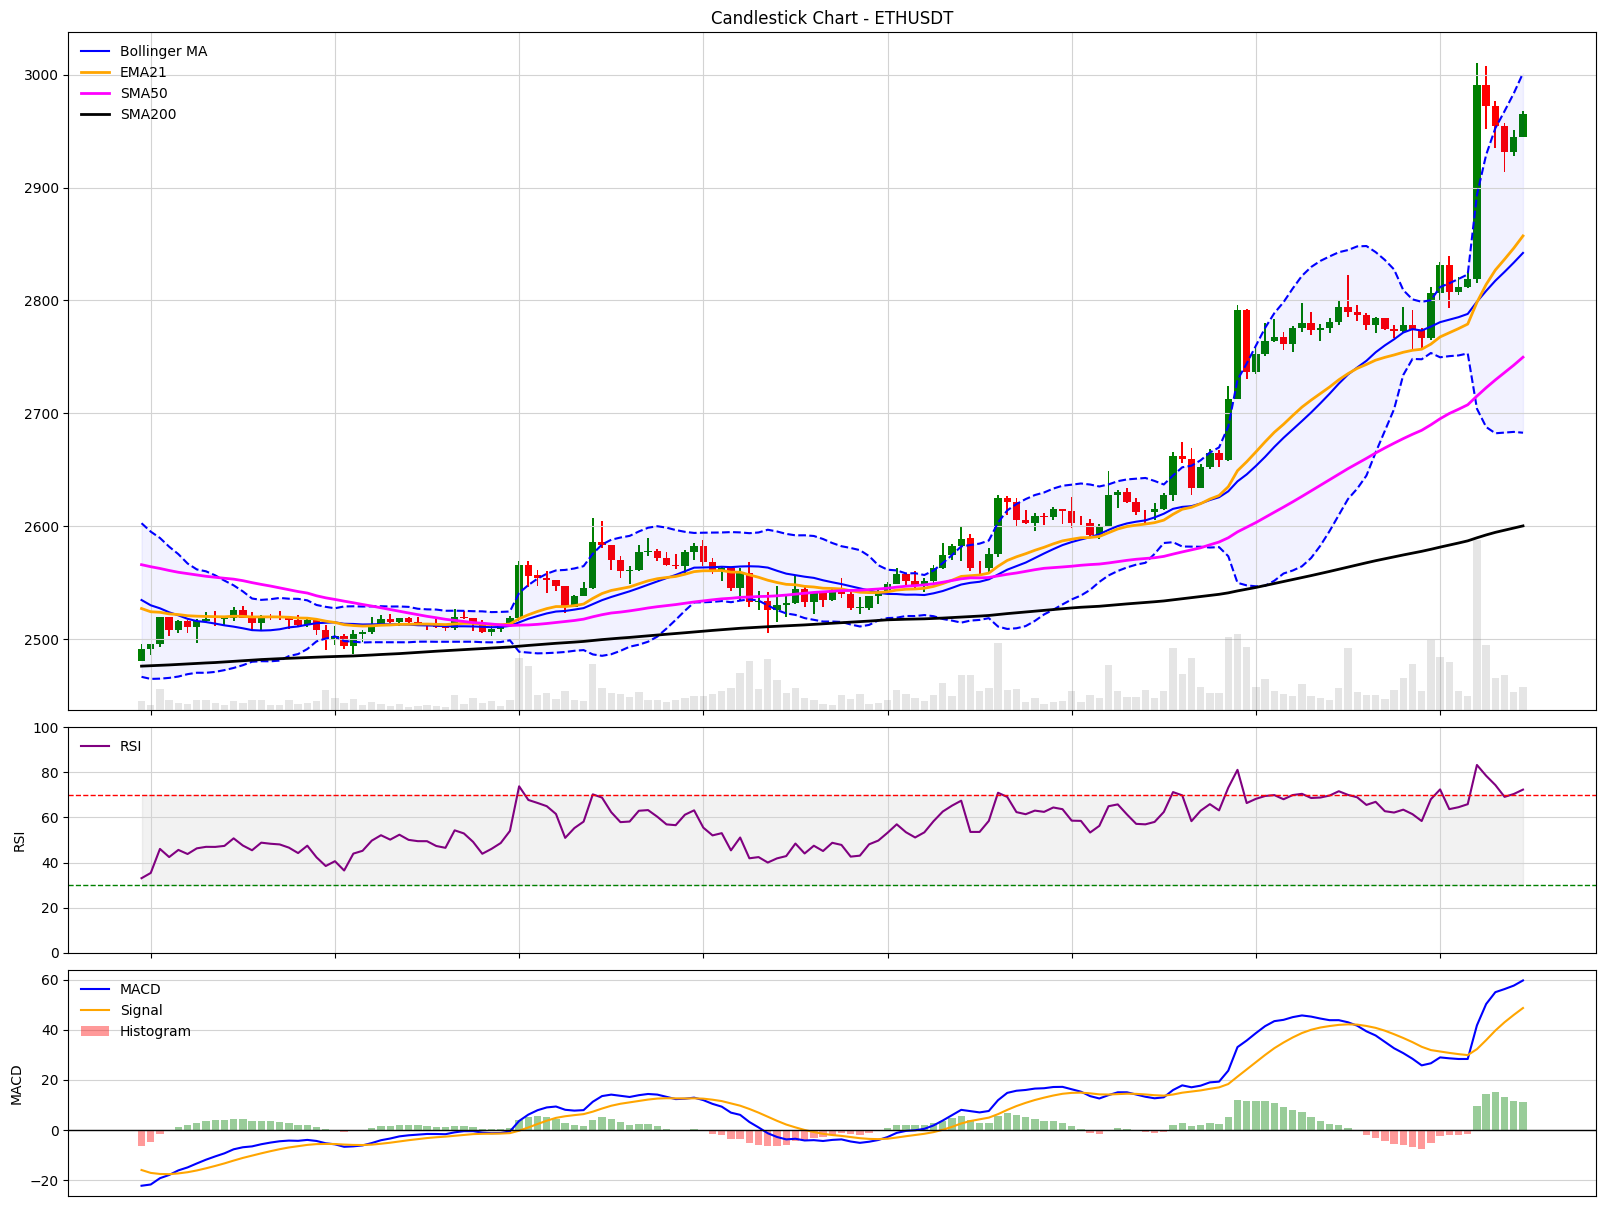 Candlestick Chart - ETHUSDT
Bollinger MA
EMA21
SMA50
SMA200
3000
2900
2800
2700
2600
2500
RSI
100
80
60
40
20
0
RSI
MACD
Signal
Histogram
60
40
20
0
−20
MACD